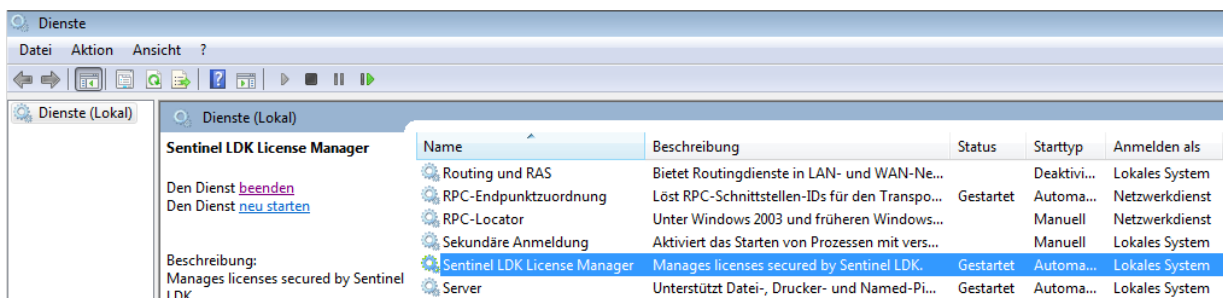 Dienste
Datei Aktion Ansicht ?
Dienste (Lokal)
Dienste (Lokal)
Sentinel LDK License Manager
Den Dienst beenden
Den Dienst neu starten
Beschreibung:
Manages licenses secured by Sentinel
LDK.
Name Beschreibung Status Starttyp Anmelden als
Routing und RAS Bietet Routingdienste in LAN- und WAN-Ne... Deaktivi... Lokales System
RPC-Endpunktzuordnung Löst RPC-Schnittstellen-IDs für den Transpo... Gestartet Automa... Netzwerkdienst
RPC-Locator Unter Windows 2003 und früheren Windows... Manuell Netzwerkdienst
Sekundäre Anmeldung Aktiviert das Starten von Prozessen mit vers... Manuell Lokales System
Sentinel LDK License Manager Manages licenses secured by Sentinel LDK. Gestartet Automa... Lokales System
Server Unterstützt Datei-, Drucker- und Named-Pi... Gestartet Automa... Lokales System